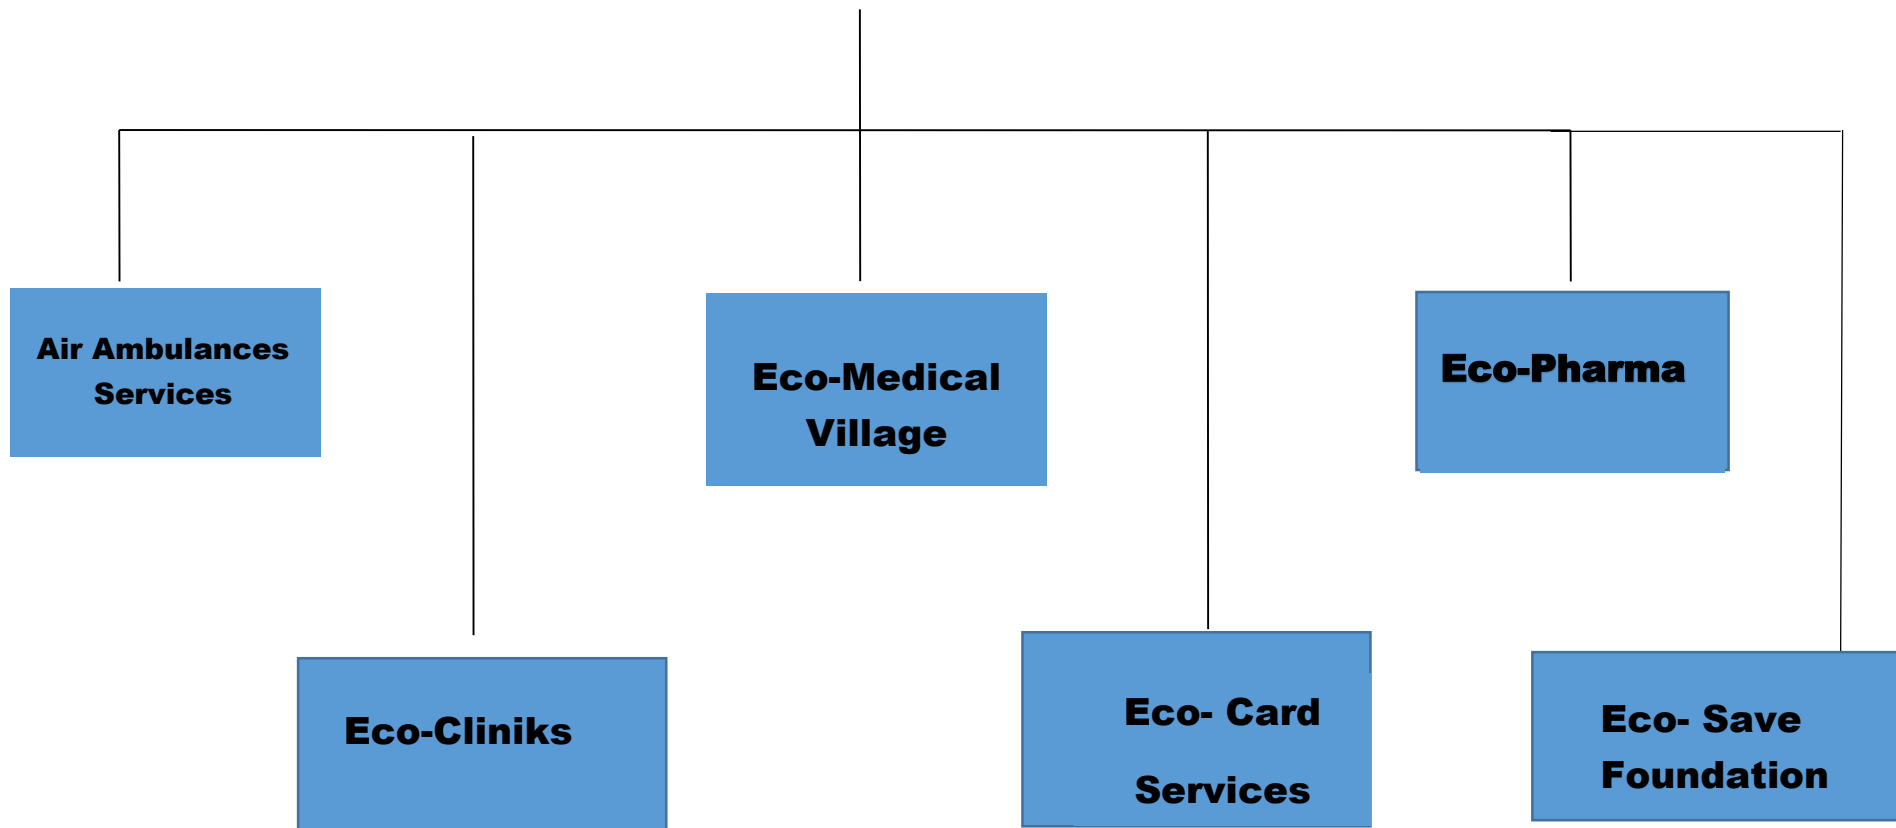 Air Ambulances
Services
Eco-Medical
Village
Eco-Pharma
Eco-Cliniks
Eco- Card
Services
Eco- Save
Foundation